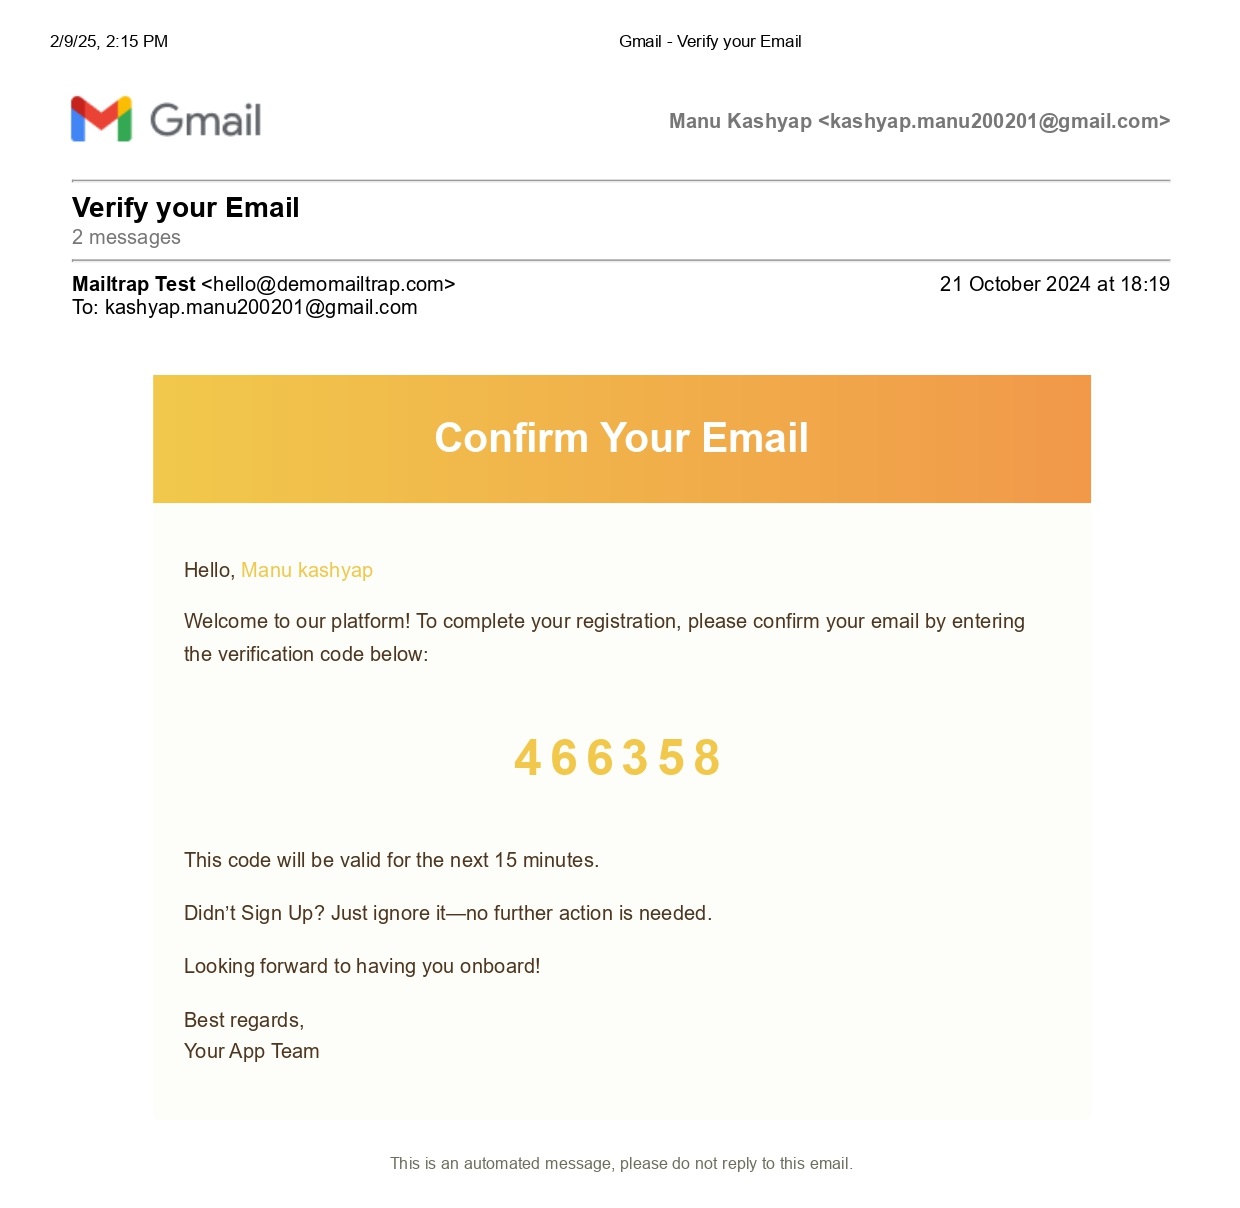 2/9/25, 2:15 PM Gmail - Verify your Email
Gmail Manu Kashyap <kashyap.manu200201@gmail.com>
Verify your Email
2 messages
Mailtrap Test <hello@demomailtrap.com> 21 October 2024 at 18:19
To: kashyap.manu200201@gmail.com
Confirm Your Email
Hello, Manu kashyap
Welcome to our platform! To complete your registration, please confirm your email by entering
the verification code below:
466358
This code will be valid for the next 15 minutes.
Didn’t Sign Up? Just ignore it—no further action is needed.
Looking forward to having you onboard!
Best regards,
Your App Team
This is an automated message, please do not reply to this email.